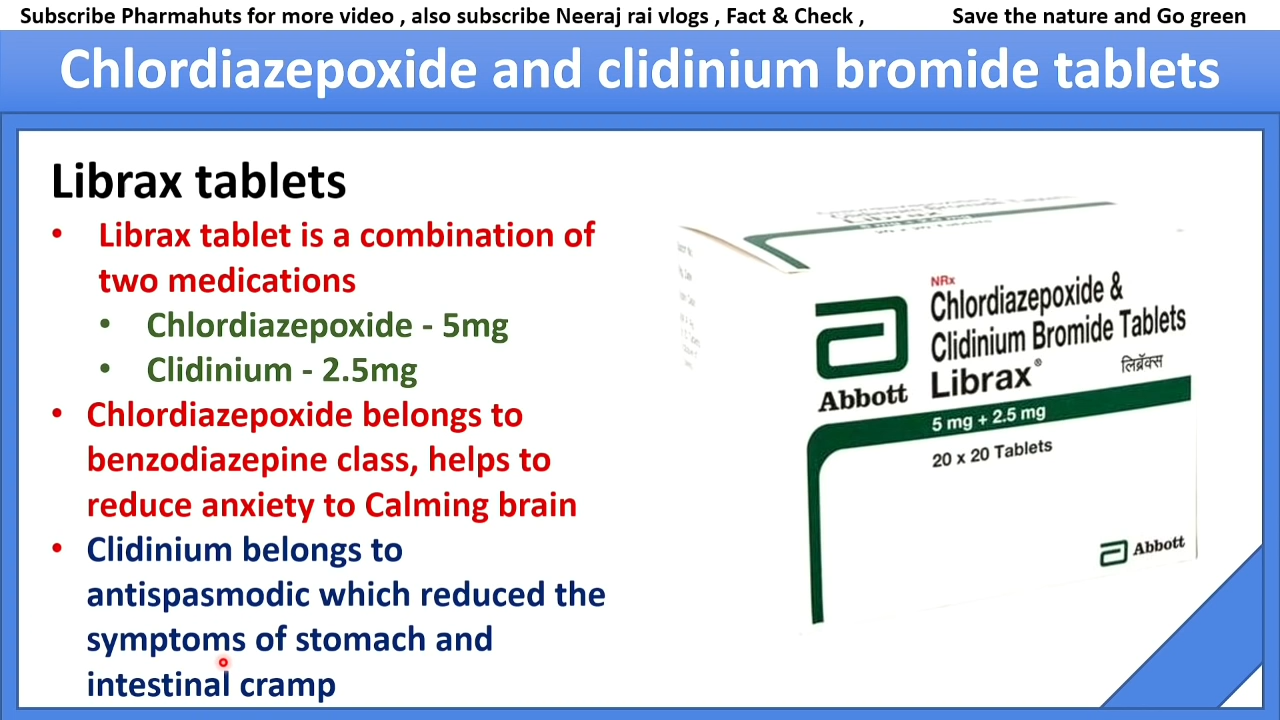 Subscribe Pharmahuts for more video , also subscribe Neeraj rai vlogs , Fact & Check , Save the nature and Go green
Chlordiazepoxide and clidinium bromide tablets
Librax tablets
• Librax tablet is a combination of
two medications
• Chlordiazepoxide - 5mg
• Clidinium - 2.5mg
• Chlordiazepoxide belongs to
benzodiazepine class, helps to
reduce anxiety to Calming brain
• Clidinium belongs to
antispasmodic which reduced the
symptoms of stomach and
intestinal cramp
NRx
Chlordiazepoxide &
Clidinium Bromide Tablets
Librax®
लिब्रॅक्स
Abbott
5 mg + 2.5 mg
20 x 20 Tablets
Abbott